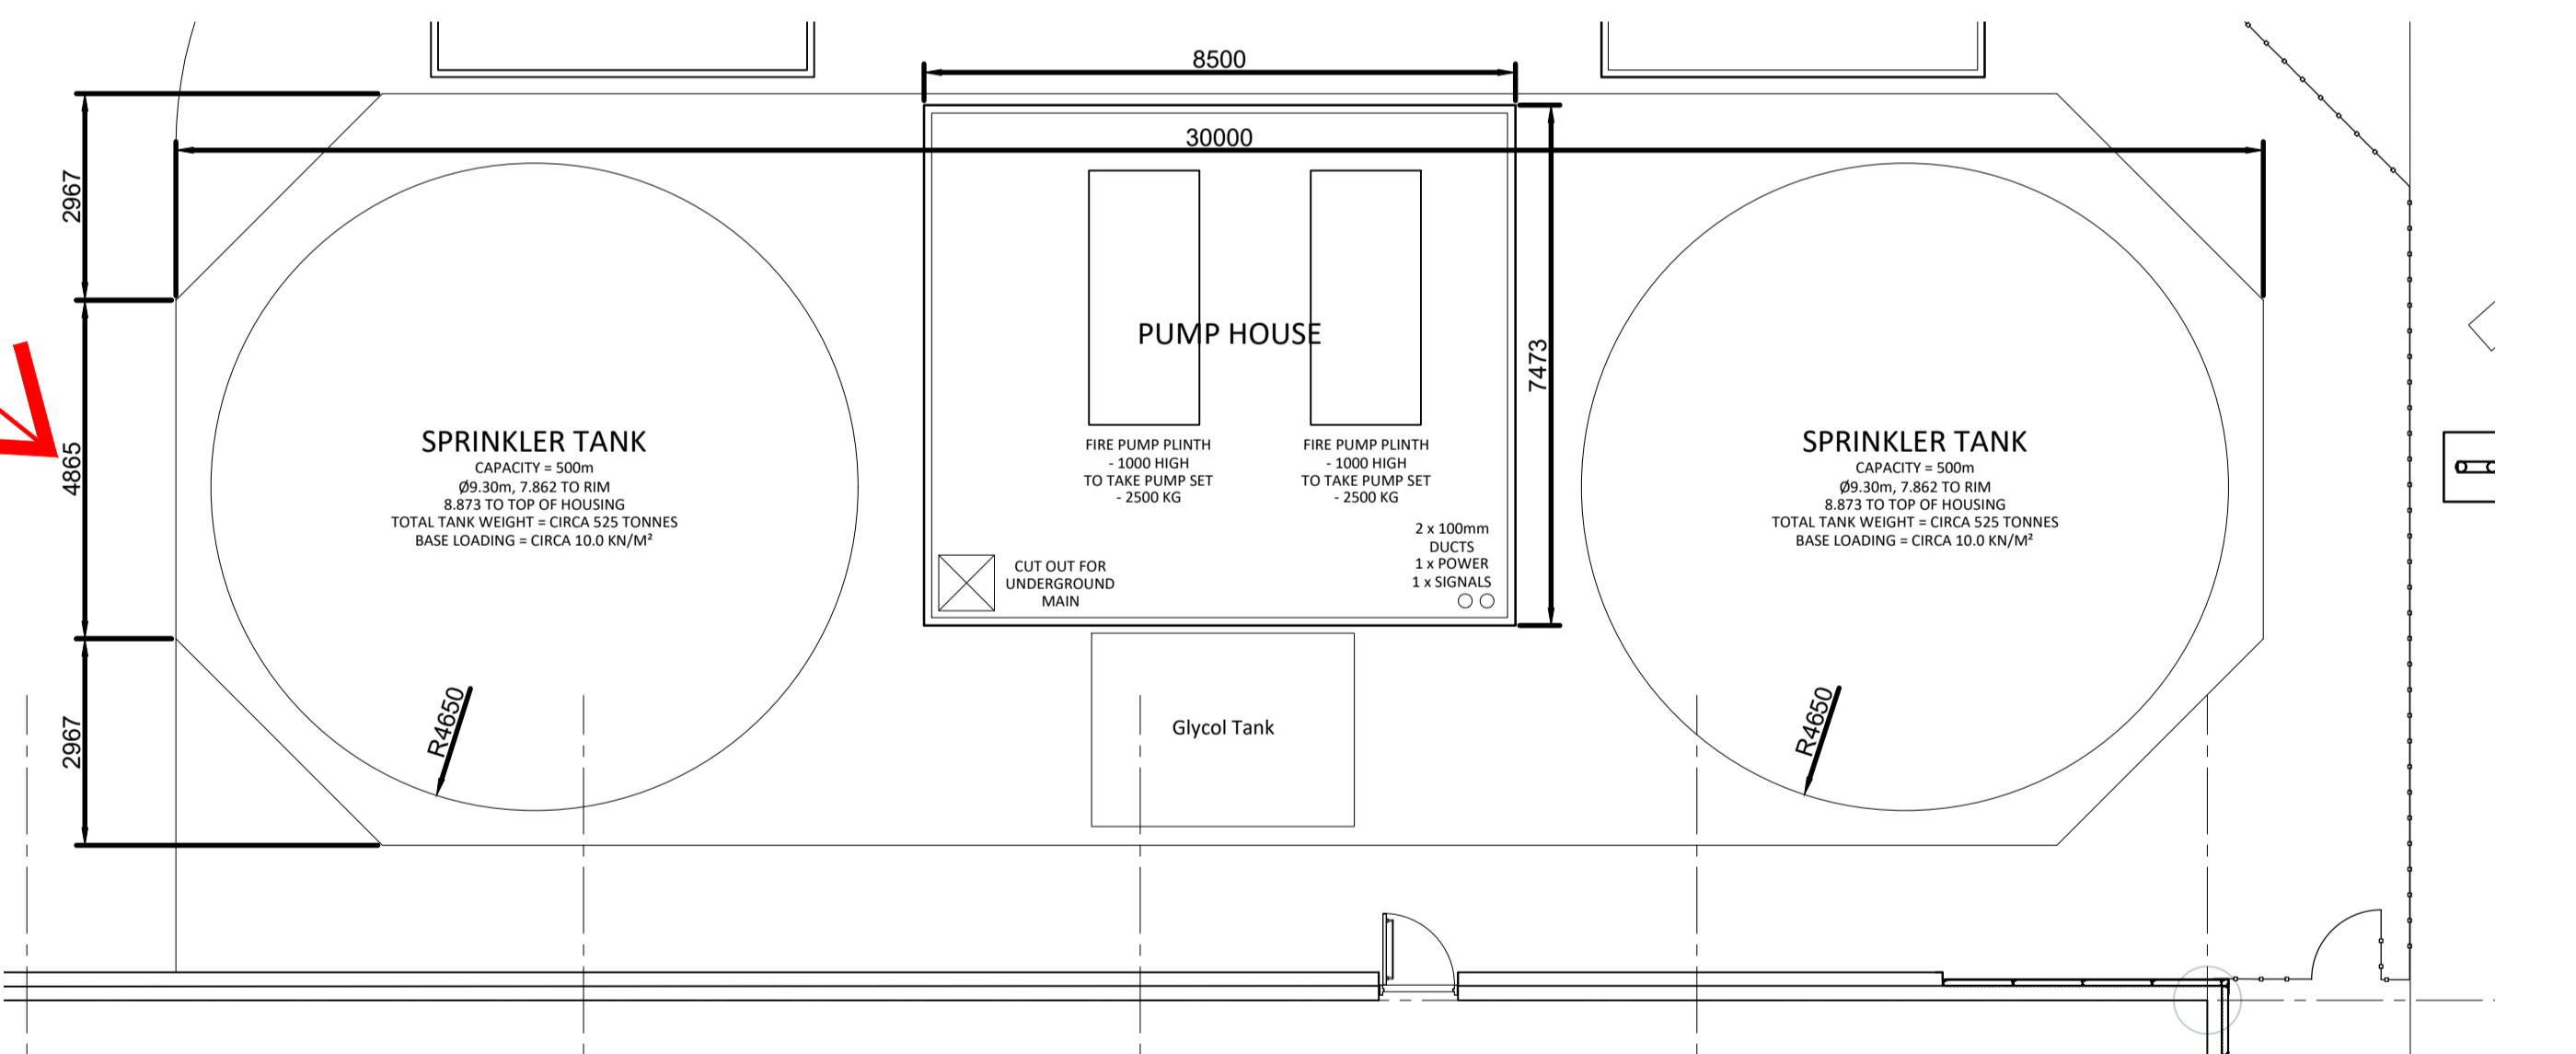 8500
30000
2967
4865
2967
7473
PUMP HOUSE
SPRINKLER TANK
CAPACITY = 500m
Ø9.30m, 7.862 TO RIM
8.873 TO TOP OF HOUSING
TOTAL TANK WEIGHT = CIRCA 525 TONNES
BASE LOADING = CIRCA 10.0 KN/M²
R4650
FIRE PUMP PLINTH
- 1000 HIGH
TO TAKE PUMP SET
- 2500 KG
FIRE PUMP PLINTH
- 1000 HIGH
TO TAKE PUMP SET
- 2500 KG
2 x 100mm
DUCTS
1 x POWER
1 x SIGNALS
CUT OUT FOR
UNDERGROUND
MAIN
Glycol Tank
SPRINKLER TANK
CAPACITY = 500m
Ø9.30m, 7.862 TO RIM
8.873 TO TOP OF HOUSING
TOTAL TANK WEIGHT = CIRCA 525 TONNES
BASE LOADING = CIRCA 10.0 KN/M²
R4650